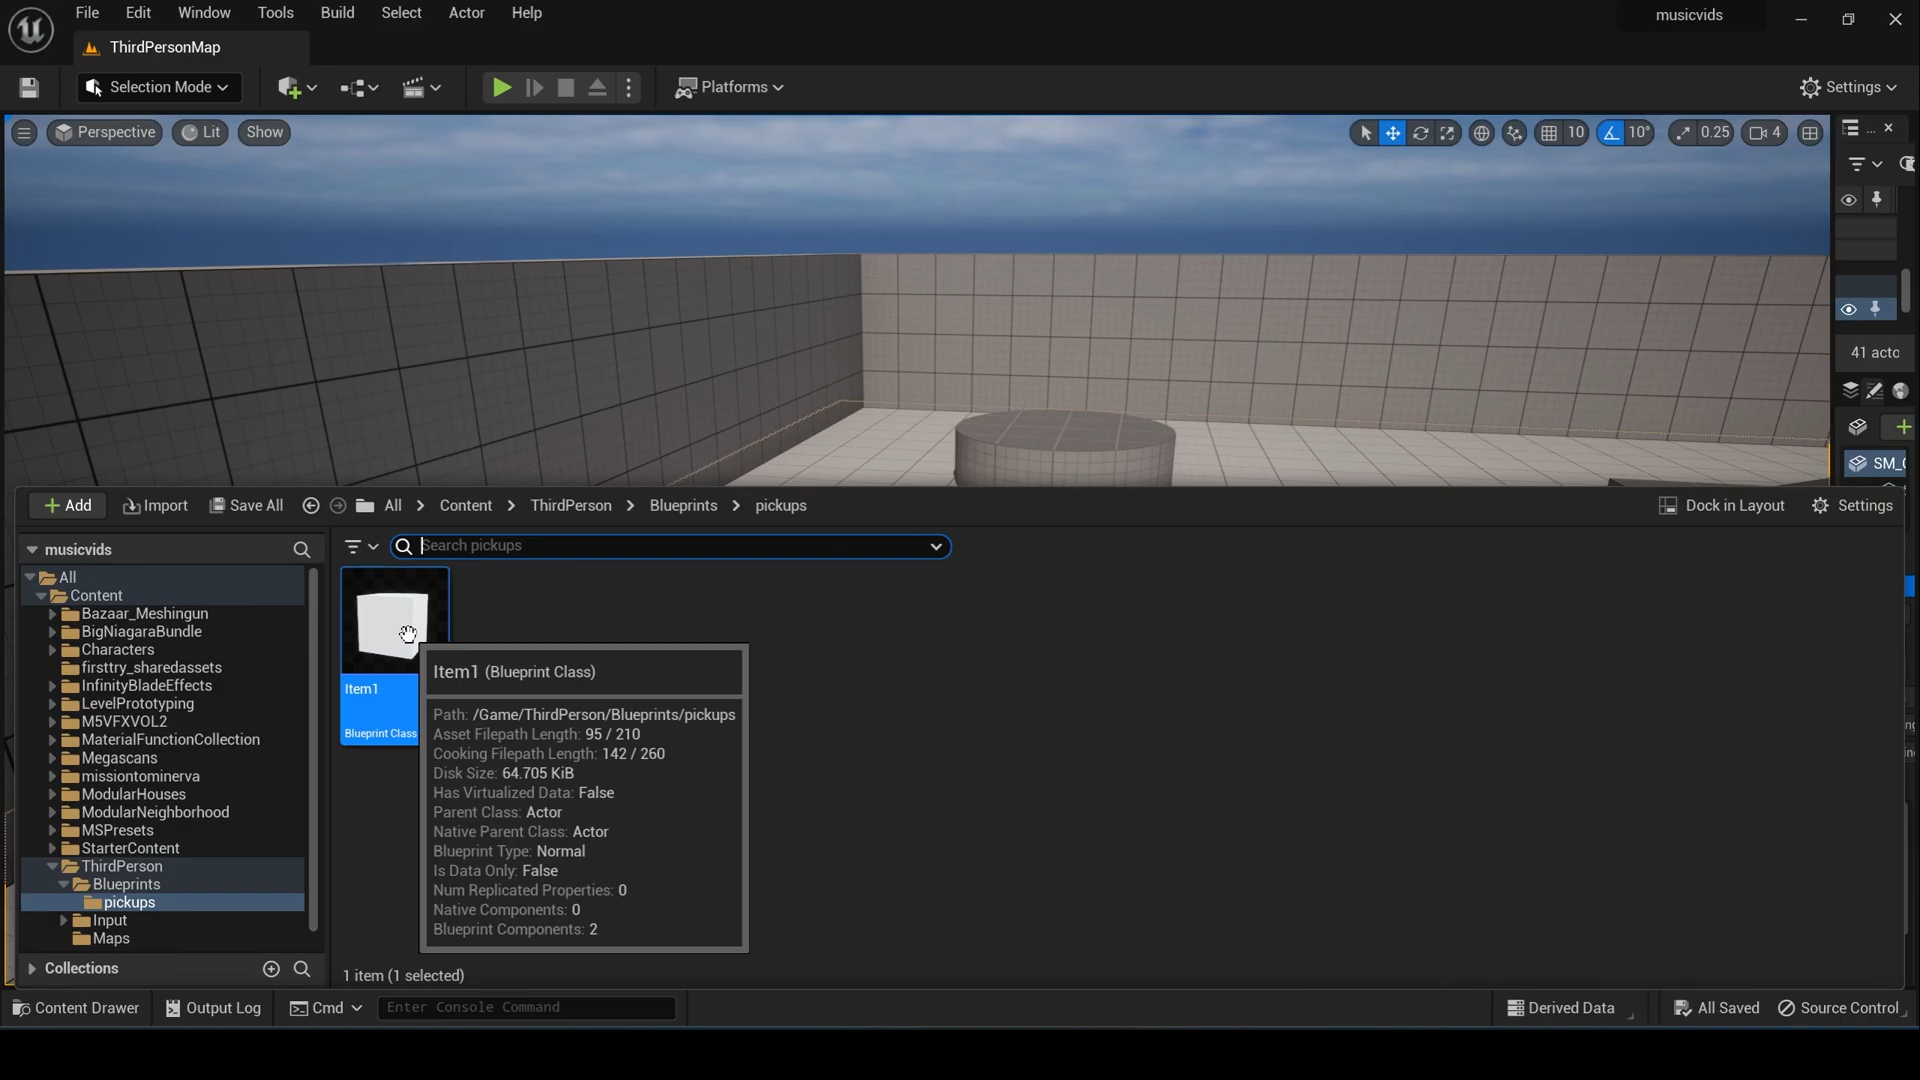 File Edit Window Tools Build Select Actor Help
musicvids
ThirdPersonMap
Selection Mode
Platforms
Settings
Perspective Lit Show
10 10° 0.25 4
...
41 acto
SM_
Add Import Save All All Content ThirdPerson Blueprints pickups
Dock in Layout Settings
musicvids
Search pickups
All
Content
Bazaar_Meshingun
BigNiagaraBundle
Characters
firsttry_sharedassets
InfinityBladeEffects
LevelPrototyping
M5VFXVOL2
MaterialFunctionCollection
Megascans
missiontominerva
ModularHouses
ModularNeighborhood
MSPresets
StarterContent
ThirdPerson
Blueprints
pickups
Input
Maps
Collections
Item1
Blueprint Class
Item1 (Blueprint Class)
Path: /Game/ThirdPerson/Blueprints/pickups
Asset Filepath Length: 95 / 210
Cooking Filepath Length: 142 / 260
Disk Size: 64.705 KiB
Has Virtualized Data: False
Parent Class: Actor
Native Parent Class: Actor
Blueprint Type: Normal
Is Data Only: False
Num Replicated Properties: 0
Native Components: 0
Blueprint Components: 2
1 item (1 selected)
Content Drawer Output Log Cmd Enter Console Command
Derived Data All Saved Source Control